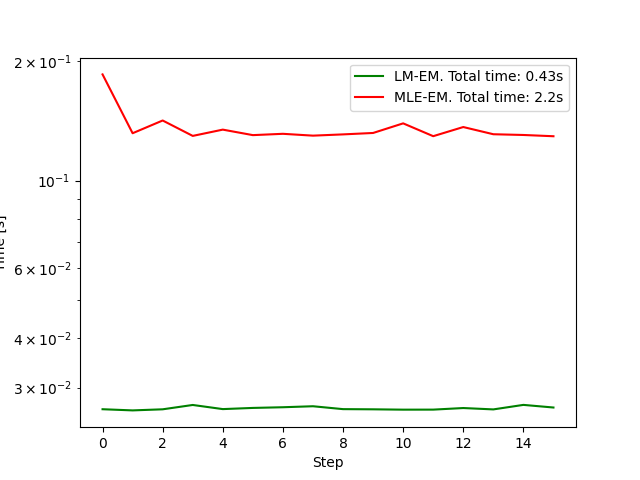 2 × 10⁻¹
10⁻¹
6 × 10⁻²
4 × 10⁻²
3 × 10⁻²
LM-EM. Total time: 0.43s
MLE-EM. Total time: 2.2s
0 2 4 6 8 10 12 14
Step
[s]